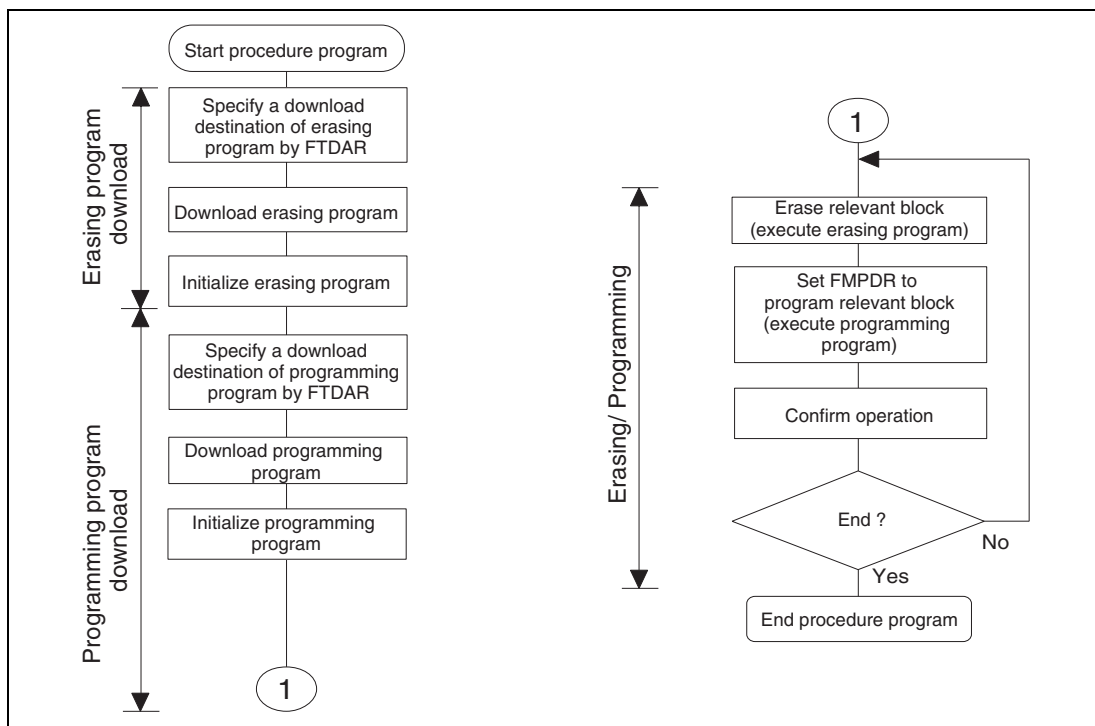 Start procedure program
Erasing program
download
Specify a download
destination of erasing
program by FTDAR
Download erasing program
Initialize erasing program
Programming program
download
Specify a download
destination of programming
program by FTDAR
Download programming
program
Initialize programming
program
1
1
Erasing/ Programming
Erase relevant block
(execute erasing program)
Set FMPDR to
program relevant block
(execute programming
program)
Confirm operation
End ?
No
Yes
End procedure program